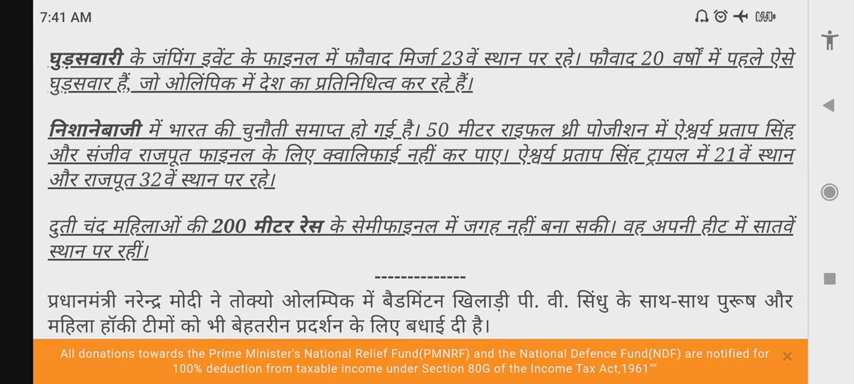 7:41 AM
घुड़सवारी के जंपिंग इवेंट के फाइनल में फौवाद मिर्जा 23वें स्थान पर रहे। फौवाद 20 वर्षों में पहले ऐसे
घुड़सवार हैं, जो ओलिंपिक में देश का प्रतिनिधित्व कर रहे हैं।
निशानेबाजी में भारत की चुनौती समाप्त हो गई है। 50 मीटर राइफल थ्री पोजीशन में ऐश्वर्य प्रताप सिंह
और संजीव राजपूत फाइनल के लिए क्वालिफाई नहीं कर पाए। ऐश्वर्य प्रताप सिंह ट्रायल में 21वें स्थान
और राजपूत 32वें स्थान पर रहे।
दुती चंद महिलाओं की 200 मीटर रेस के सेमीफाइनल में जगह नहीं बना सकी। वह अपनी हीट में सातवें
स्थान पर रहीं।
--------------
प्रधानमंत्री नरेन्द्र मोदी ने तोक्यो ओलम्पिक में बैडमिंटन खिलाड़ी पी. वी. सिंधु के साथ-साथ पुरूष और
महिला हॉकी टीमों को भी बेहतरीन प्रदर्शन के लिए बधाई दी है।
All donations towards the Prime Minister's National Relief Fund(PMNRF) and the National Defence Fund(NDF) are notified for
100% deduction from taxable income under Section 80G of the Income Tax Act,1961""